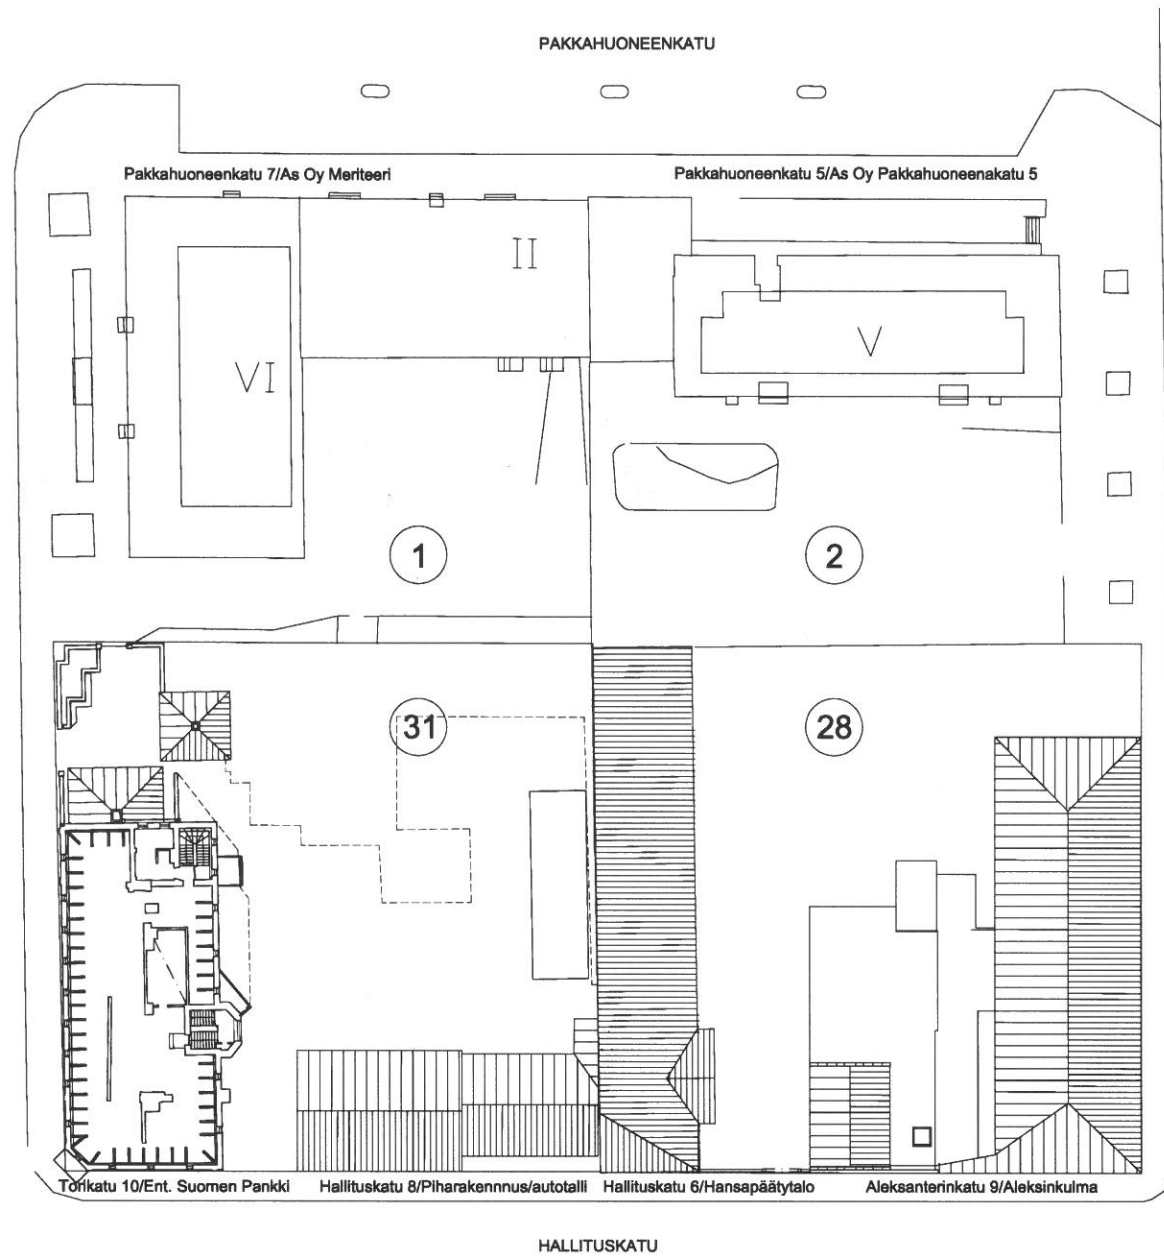 PAKKAHUONEENKATU
Pakkahuoneenkatu 7/As Oy Meriteeri
Pakkahuoneenkatu 5/As Oy Pakkahuoneenakatu 5
II
V
VI
1
2
31
28
Torikatu 10/Ent. Suomen Pankki
Hallituskatu 8/Piharakennnus/autotalli
Hallituskatu 6/Hansapäätytalo
Aleksanterinkatu 9/Aleksinkulma
HALLITUSKATU